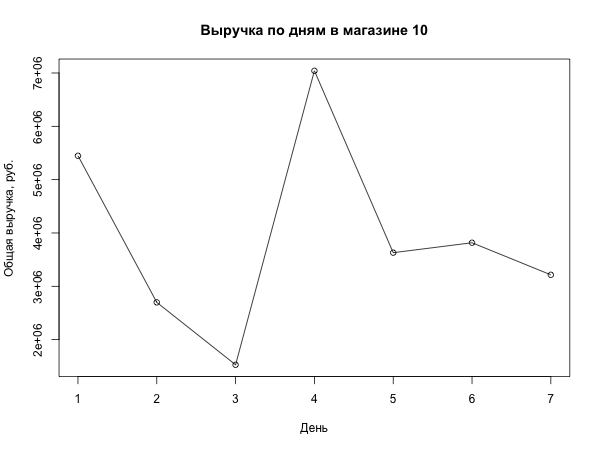 Выручка по дням в магазине 10
Общая выручка, руб.
7e+06
6e+06
5e+06
4e+06
3e+06
2e+06
1 2 3 4 5 6 7
День